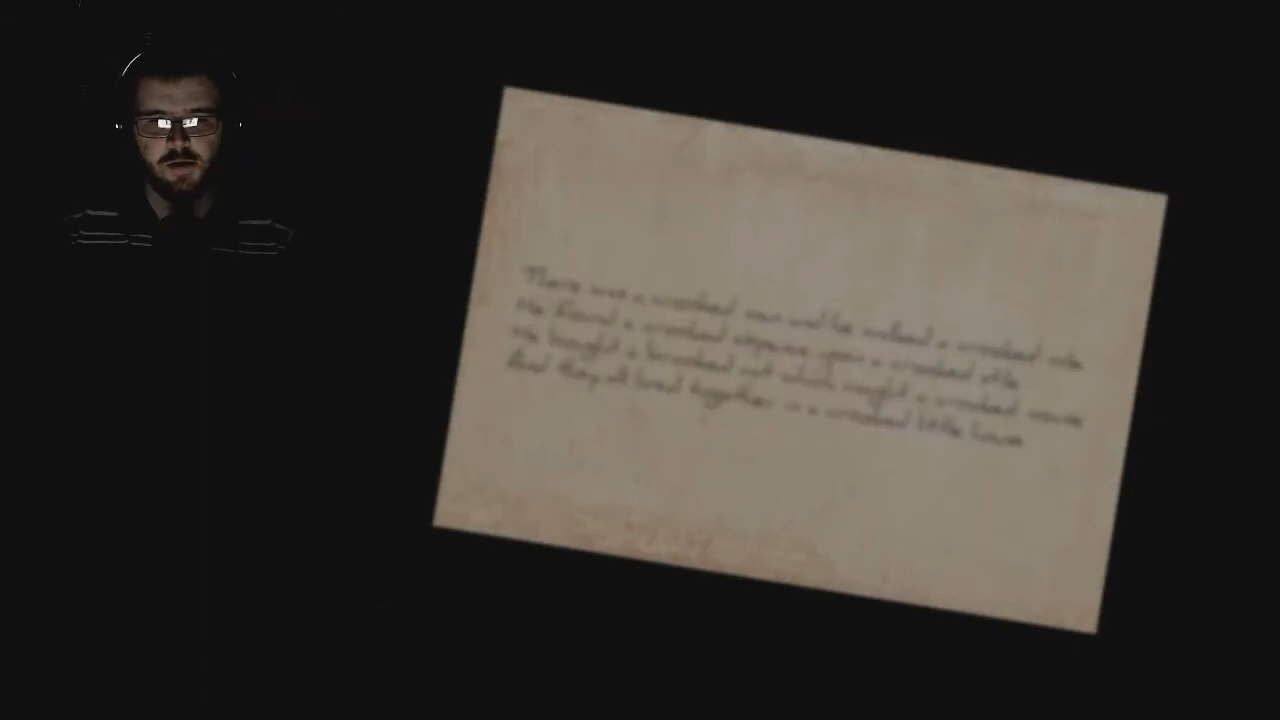 There was a crooked man and he walked a crooked mile
He found a crooked sixpence upon a crooked stile
He bought a crooked cat which caught a crooked mouse
And they all lived together in a crooked little house